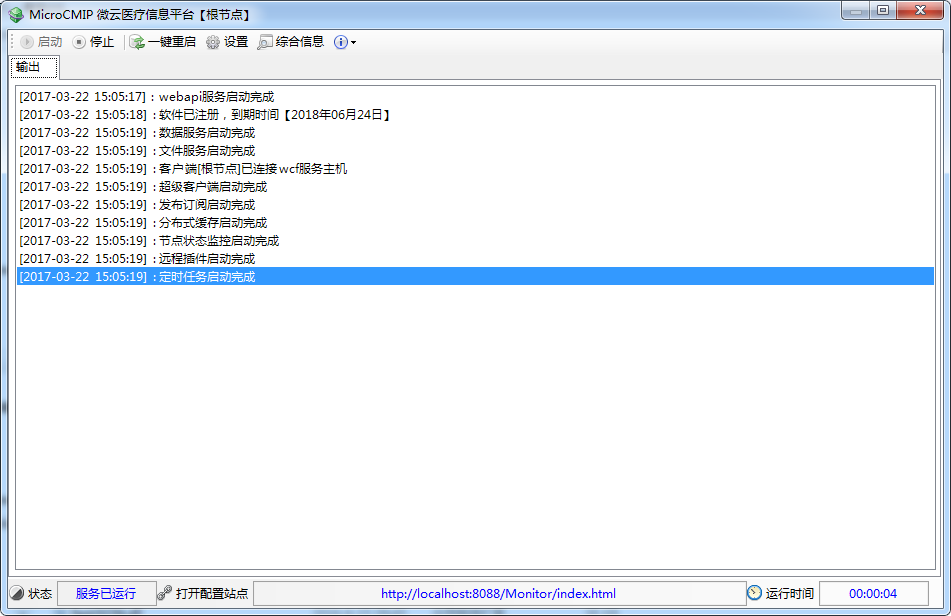 MicroCMIP 微云医疗信息平台【根节点】
启动 停止 一键重启 设置 综合信息
输出
[2017-03-22 15:05:17] : webapi服务启动完成
[2017-03-22 15:05:18] : 软件已注册，到期时间【2018年06月24日】
[2017-03-22 15:05:19] : 数据服务启动完成
[2017-03-22 15:05:19] : 文件服务启动完成
[2017-03-22 15:05:19] : 客户端[根节点]已连接wcf服务主机
[2017-03-22 15:05:19] : 超级客户端启动完成
[2017-03-22 15:05:19] : 发布订阅启动完成
[2017-03-22 15:05:19] : 分布式缓存启动完成
[2017-03-22 15:05:19] : 节点状态监控启动完成
[2017-03-22 15:05:19] : 远程插件启动完成
[2017-03-22 15:05:19] : 定时任务启动完成
状态 服务已运行 打开配置站点 http://localhost:8088/Monitor/index.html 运行时间 00:00:04